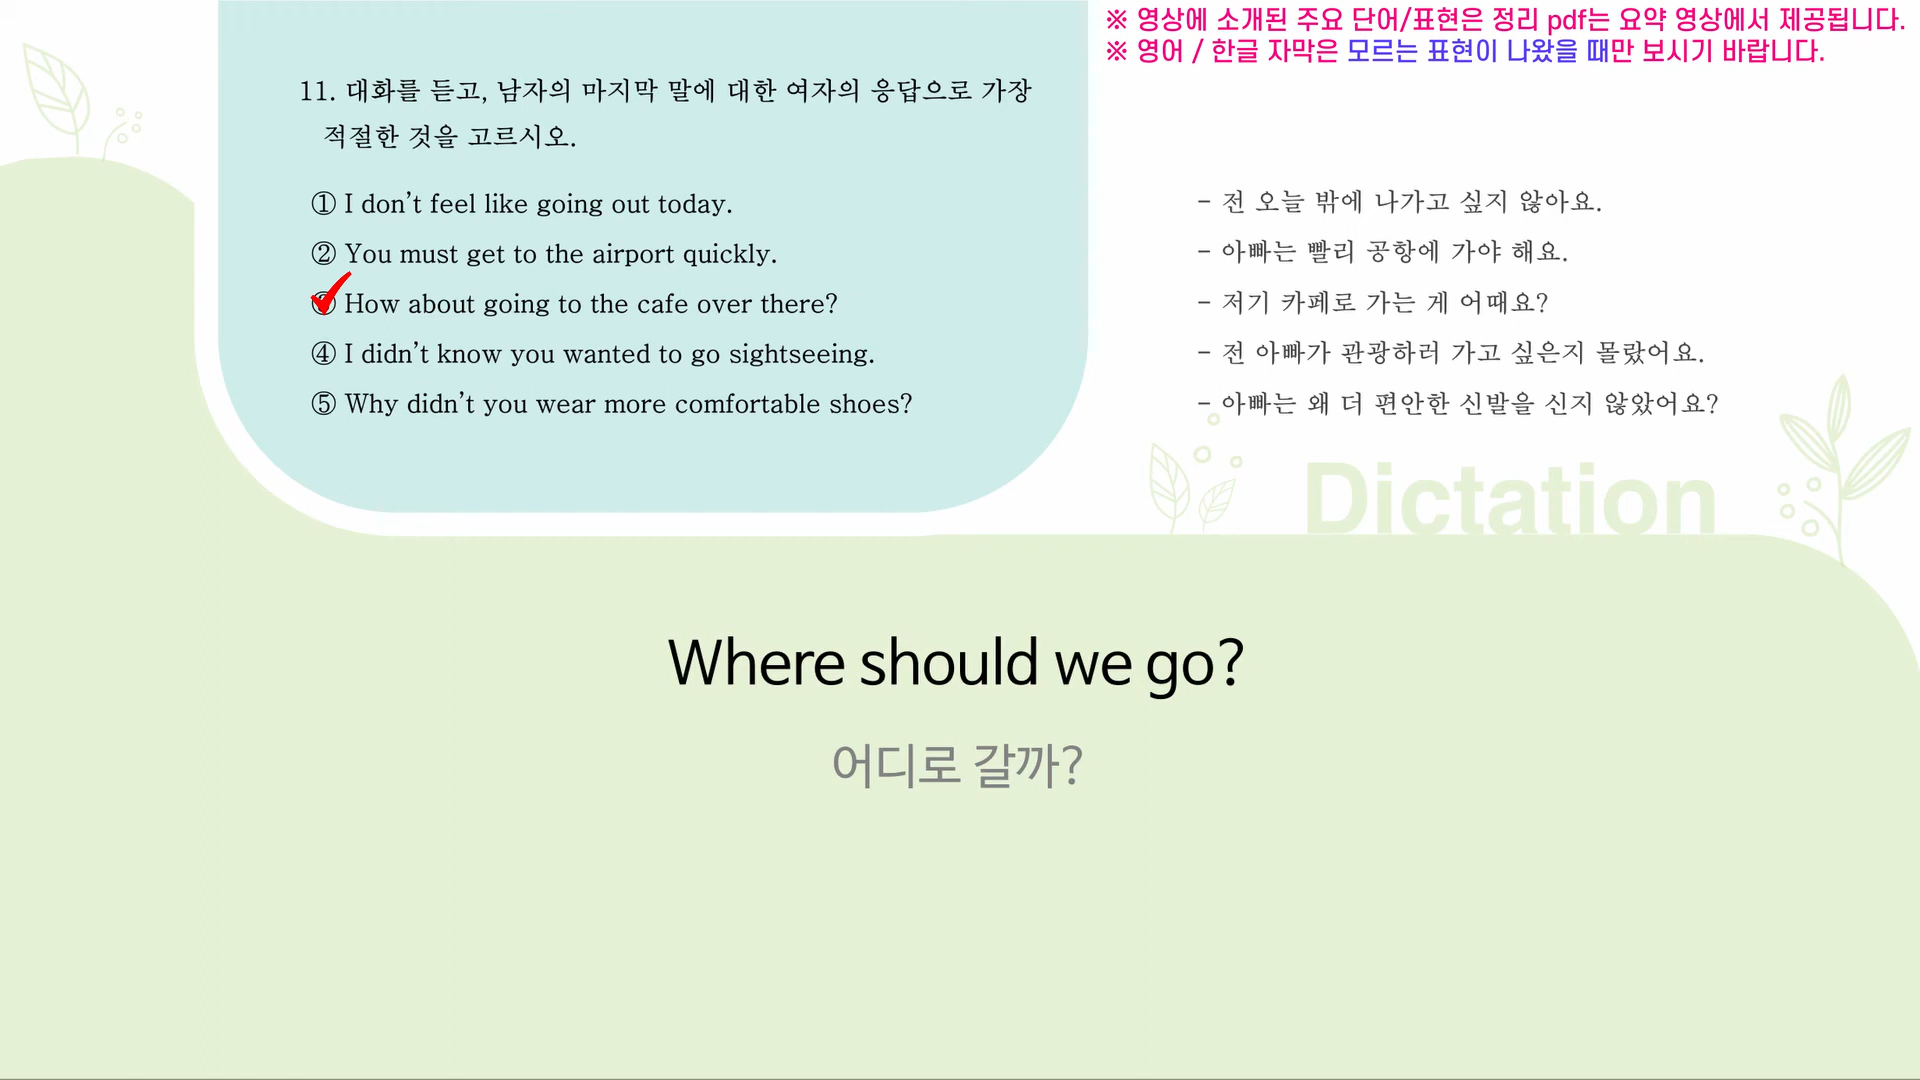 ※ 영상에 소개된 주요 단어/표현은 정리 pdf는 요약 영상에서 제공됩니다.
※ 영어 / 한글 자막은 모르는 표현이 나왔을 때만 보시기 바랍니다.
11. 대화를 듣고, 남자의 마지막 말에 대한 여자의 응답으로 가장
적절한 것을 고르시오.
① I don't feel like going out today.
② You must get to the airport quickly.
③ How about going to the cafe over there?
④ I didn't know you wanted to go sightseeing.
⑤ Why didn't you wear more comfortable shoes?
- 전 오늘 밖에 나가고 싶지 않아요.
- 아빠는 빨리 공항에 가야 해요.
- 저기 카페로 가는 게 어때요?
- 전 아빠가 관광하러 가고 싶은지 몰랐어요.
- 아빠는 왜 더 편안한 신발을 신지 않았어요?
Dictation
Where should we go?
어디로 갈까?